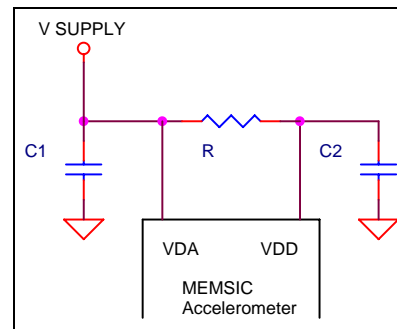 V SUPPLY
C1
R
C2
VDA
VDD
MEMSIC
Accelerometer